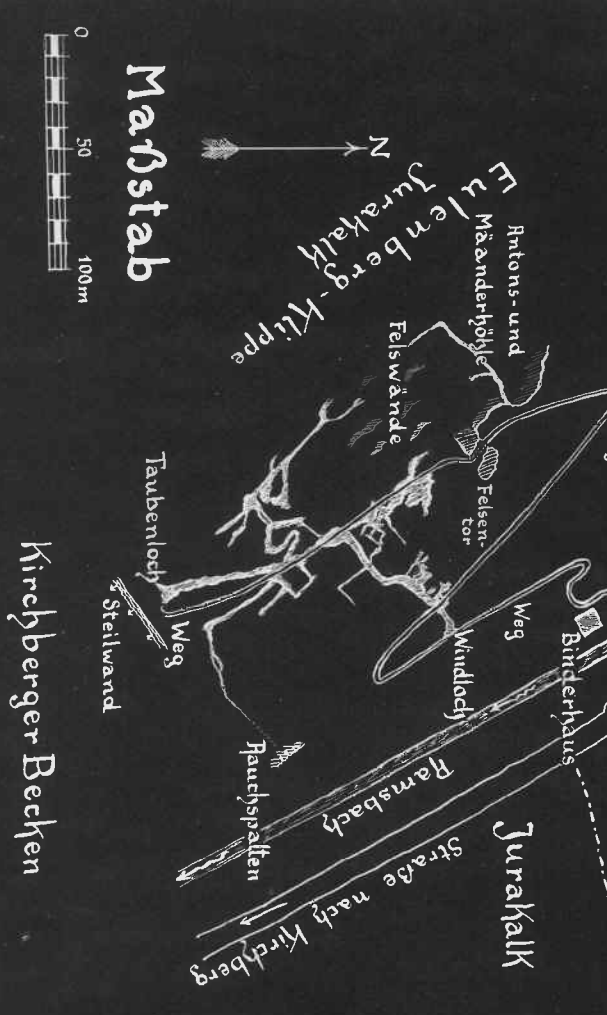 Maßstab
0 50 100m
N
Eulenberg-Klippe
Jurakalk
Antons-und
Mäanderhöhle
Felswände
Felsen-
tor
Taubenloch
Weg
Steilwand
Windloch
Weg
Binderhaus
Rauchspalten
Ramsbach
Straße nach Kirchberg
Jurakalk
Kirchberger Becken